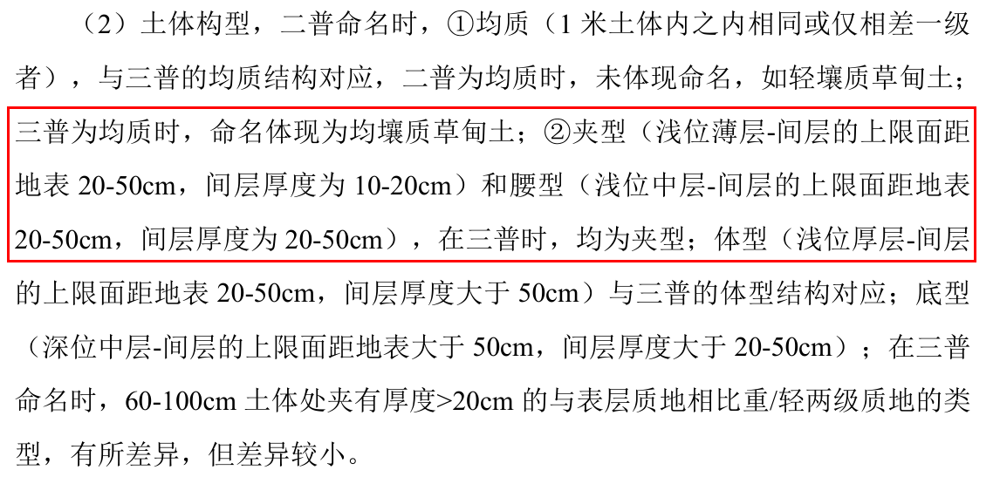 （2）土体构型，二普命名时，①均质（1 米土体内之内相同或仅相差一级
者），与三普的均质结构对应，二普为均质时，未体现命名，如轻壤质草甸土；
三普为均质时，命名体现为均壤质草甸土；②夹型（浅位薄层-间层的上限面距
地表 20-50cm，间层厚度为 10-20cm）和腰型（浅位中层-间层的上限面距地表
20-50cm，间层厚度为 20-50cm），在三普时，均为夹型；体型（浅位厚层-间层
的上限面距地表 20-50cm，间层厚度大于 50cm）与三普的体型结构对应；底型
（深位中层-间层的上限面距地表大于 50cm，间层厚度大于 20-50cm）；在三普
命名时，60-100cm 土体处夹有厚度>20cm 的与表层质地相比重/轻两级质地的类
型，有所差异，但差异较小。